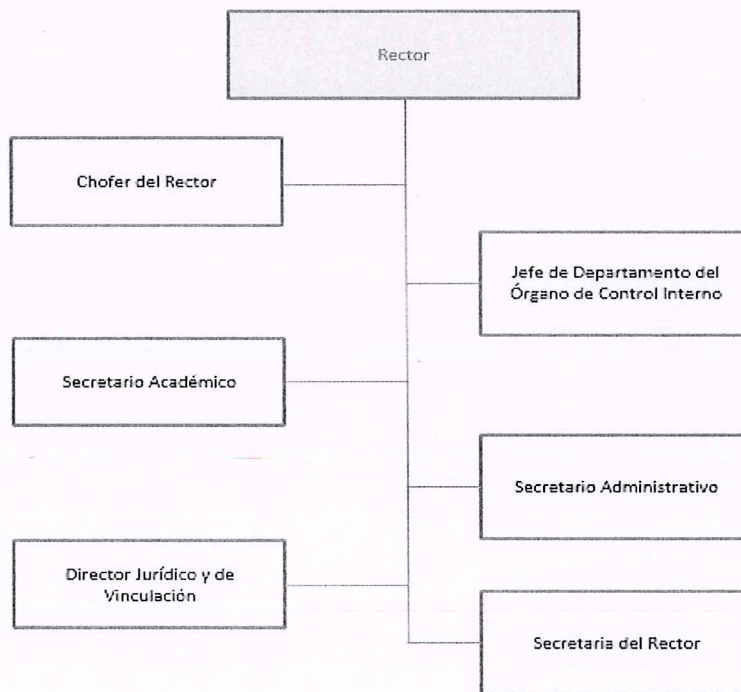 Rector
Chofer del Rector
Jefe de Departamento del
Órgano de Control Interno
Secretario Académico
Secretario Administrativo
Director Jurídico y de
Vinculación
Secretaria del Rector